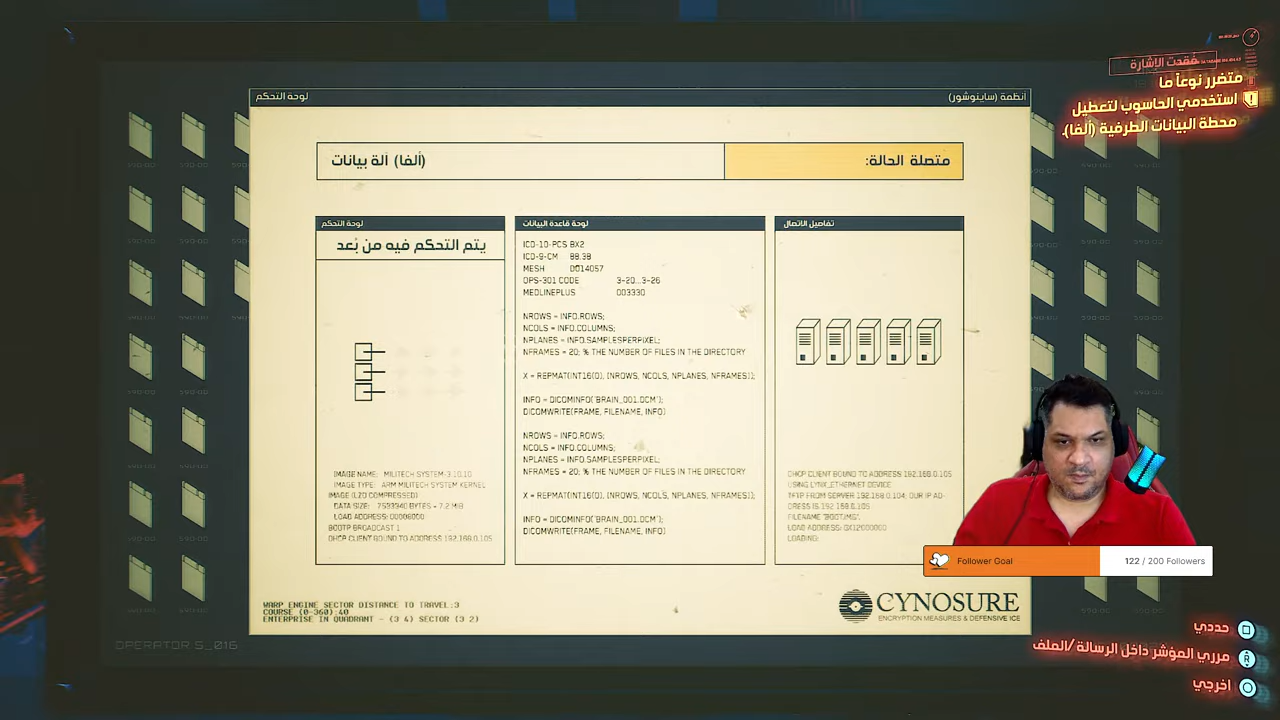 فُقدت الإشارة
متضرر نوعاً ما
استخدمي الحاسوب لتعطيل
محطة البيانات الطرفية (ألفا).
أنظمة (ساينوشور)
لوحة التحكم
متصلة الحالة:
(ألفا) آلة بيانات
لوحة التحكم
يتم التحكم فيه من بُعد
IMAGE NAME: MILITECH SYSTEM-3.10.10
IMAGE TYPE: ARM MILITECH SYSTEM KERNEL
IMAGE (LZO COMPRESSED)
DATA SIZE: 7593940 BYTES = 7.2 MIB
LOAD ADDRESS: 00008000
BOOTP BROADCAST 1
DHCP CLIENT BOUND TO ADDRESS 192.168.0.105
لوحة قاعدة البيانات
ICD-10-PCS BX2
ICD-9-CM 88.38
MESH D014057
OPS-301 CODE 3-20...3-26
MEDLINEPLUS 003330
NROWS = INFO.ROWS;
NCOLS = INFO.COLUMNS;
NPLANES = INFO.SAMPLESPERPIXEL;
NFRAMES = 20; % THE NUMBER OF FILES IN THE DIRECTORY
X = REPMAT(INT16(0), [NROWS, NCOLS, NPLANES, NFRAMES]);
INFO = DICOMINFO('BRAIN_001.DCM');
DICOMWRITE(FRAME, FILENAME, INFO)
NROWS = INFO.ROWS;
NCOLS = INFO.COLUMNS;
NPLANES = INFO.SAMPLESPERPIXEL;
NFRAMES = 20; % THE NUMBER OF FILES IN THE DIRECTORY
X = REPMAT(INT16(0), [NROWS, NCOLS, NPLANES, NFRAMES]);
INFO = DICOMINFO('BRAIN_001.DCM');
DICOMWRITE(FRAME, FILENAME, INFO)
تفاصيل الاتصال
DHCP CLIENT BOUND TO ADDRESS 192.168.0.105
USING LYNX_ETHERNET DEVICE
TFTP FROM SERVER 192.168.0.104; OUR IP AD-
DRESS IS 192.168.0.105
FILENAME "BOOT.IMG".
LOAD ADDRESS: 0X12000000
LOADING:
WARP ENGINE SECTOR DISTANCE TO TRAVEL:3
COURSE (0-360):40
ENTERPRISE IN QUADRANT - (3 4) SECTOR (3 2)
CYNOSURE
ENCRYPTION MEASURES & DEFENSIVE ICE
OPERATOR S_016
Follower Goal
122 / 200 Followers
حددي
مرري المؤشر داخل الرسالة/الملف
اخرجي